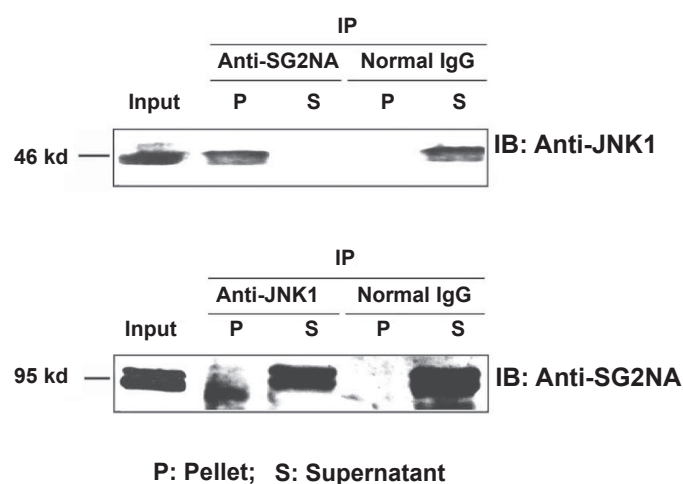 IP
Anti-SG2NA Normal IgG
Input P S P S
46 kd IB: Anti-JNK1
IP
Anti-JNK1 Normal IgG
Input P S P S
95 kd IB: Anti-SG2NA
P: Pellet; S: Supernatant